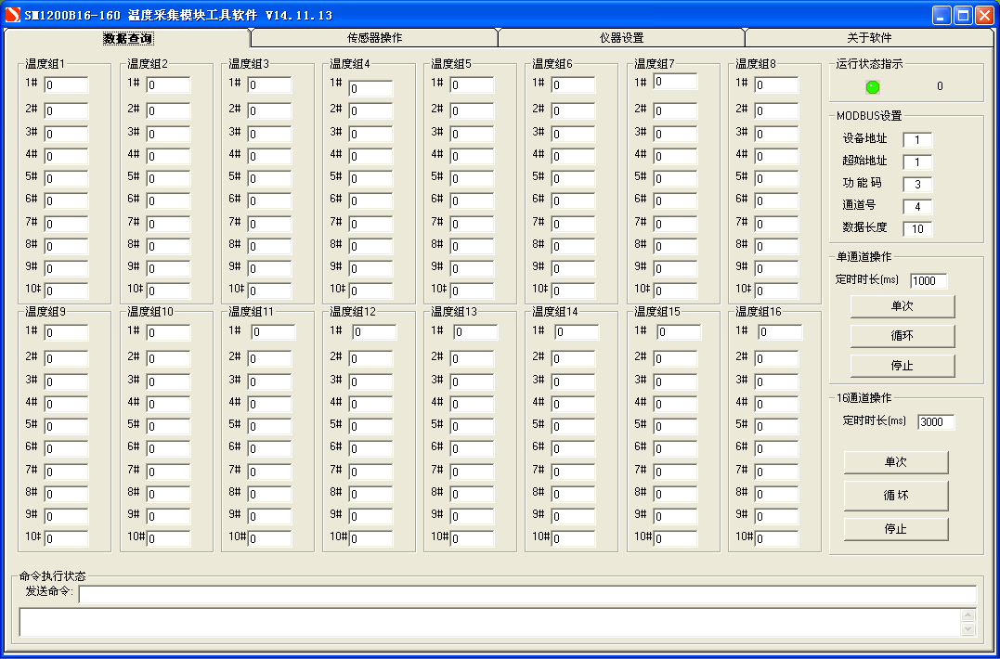 SM1200B16-160 温度采集模块工具软件 V14.11.13
数据查询 传感器操作 仪器设置 关于软件
温度组1 温度组2 温度组3 温度组4 温度组5 温度组6 温度组7 温度组8
1# 0 1# 0 1# 0 1# 0 1# 0 1# 0 1# 0 1# 0
2# 0 2# 0 2# 0 2# 0 2# 0 2# 0 2# 0 2# 0
3# 0 3# 0 3# 0 3# 0 3# 0 3# 0 3# 0 3# 0
4# 0 4# 0 4# 0 4# 0 4# 0 4# 0 4# 0 4# 0
5# 0 5# 0 5# 0 5# 0 5# 0 5# 0 5# 0 5# 0
6# 0 6# 0 6# 0 6# 0 6# 0 6# 0 6# 0 6# 0
7# 0 7# 0 7# 0 7# 0 7# 0 7# 0 7# 0 7# 0
8# 0 8# 0 8# 0 8# 0 8# 0 8# 0 8# 0 8# 0
9# 0 9# 0 9# 0 9# 0 9# 0 9# 0 9# 0 9# 0
10# 0 10# 0 10# 0 10# 0 10# 0 10# 0 10# 0 10# 0
温度组9 温度组10 温度组11 温度组12 温度组13 温度组14 温度组15 温度组16
1# 0 1# 0 1# 0 1# 0 1# 0 1# 0 1# 0 1# 0
2# 0 2# 0 2# 0 2# 0 2# 0 2# 0 2# 0 2# 0
3# 0 3# 0 3# 0 3# 0 3# 0 3# 0 3# 0 3# 0
4# 0 4# 0 4# 0 4# 0 4# 0 4# 0 4# 0 4# 0
5# 0 5# 0 5# 0 5# 0 5# 0 5# 0 5# 0 5# 0
6# 0 6# 0 6# 0 6# 0 6# 0 6# 0 6# 0 6# 0
7# 0 7# 0 7# 0 7# 0 7# 0 7# 0 7# 0 7# 0
8# 0 8# 0 8# 0 8# 0 8# 0 8# 0 8# 0 8# 0
9# 0 9# 0 9# 0 9# 0 9# 0 9# 0 9# 0 9# 0
10# 0 10# 0 10# 0 10# 0 10# 0 10# 0 10# 0 10# 0
运行状态指示
0
MODBUS设置
设备地址 1
超始地址 1
功 能 码 3
通道号 4
数据长度 10
单通道操作
定时时长(ms) 1000
单次
循环
停止
16通道操作
定时时长(ms) 3000
单次
循 环
停止
命令执行状态
发送命令: